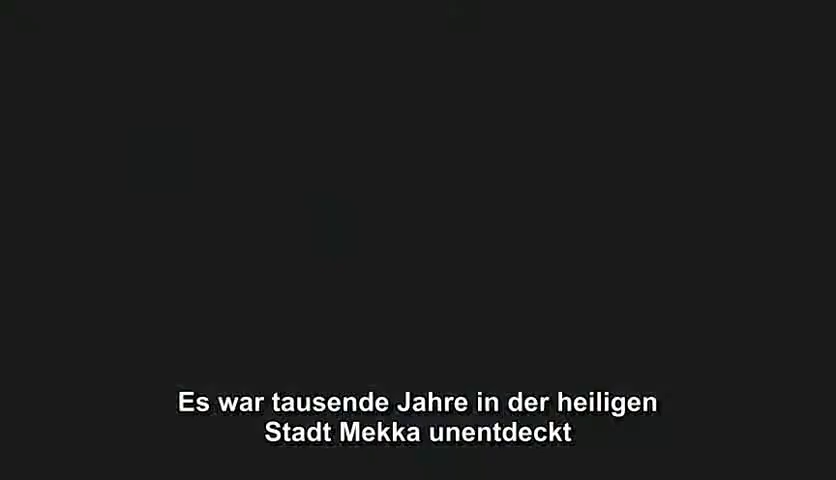 Es war tausende Jahre in der heiligen
Stadt Mekka unentdeckt